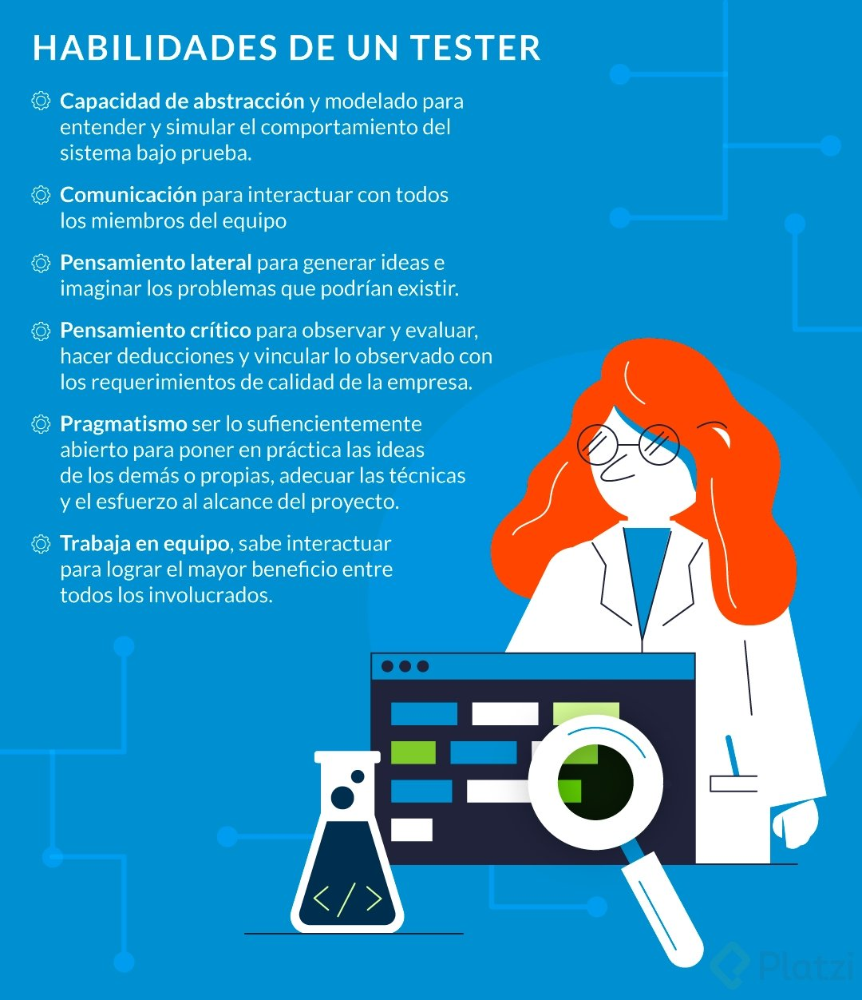 HABILIDADES DE UN TESTER
Capacidad de abstracción y modelado para
entender y simular el comportamiento del
sistema bajo prueba.
Comunicación para interactuar con todos
los miembros del equipo
Pensamiento lateral para generar ideas e
imaginar los problemas que podrían existir.
Pensamiento crítico para observar y evaluar,
hacer deducciones y vincular lo observado con
los requerimientos de calidad de la empresa.
Pragmatismo ser lo sufiencientemente
abierto para poner en práctica las ideas
de los demás o propias, adecuar las técnicas
y el esfuerzo al alcance del proyecto.
Trabaja en equipo, sabe interactuar
para lograr el mayor beneficio entre
todos los involucrados.
</>
Platzi